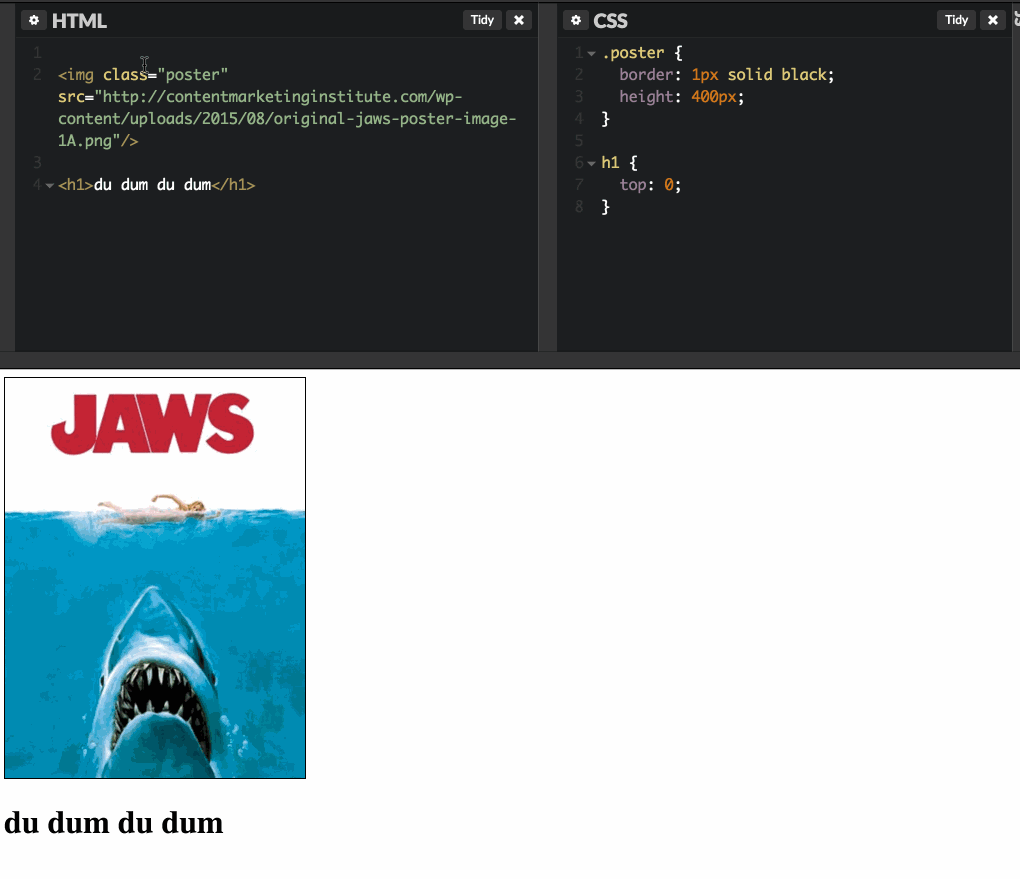 HTML
Tidy
1
2 <img class="poster"
src="http://contentmarketinginstitute.com/wp-
content/uploads/2015/08/original-jaws-poster-image-
1A.png"/>
3
4 <h1>du dum du dum</h1>
CSS
Tidy
1 .poster {
2 border: 1px solid black;
3 height: 400px;
4 }
5
6 h1 {
7 top: 0;
8 }
JAWS
du dum du dum